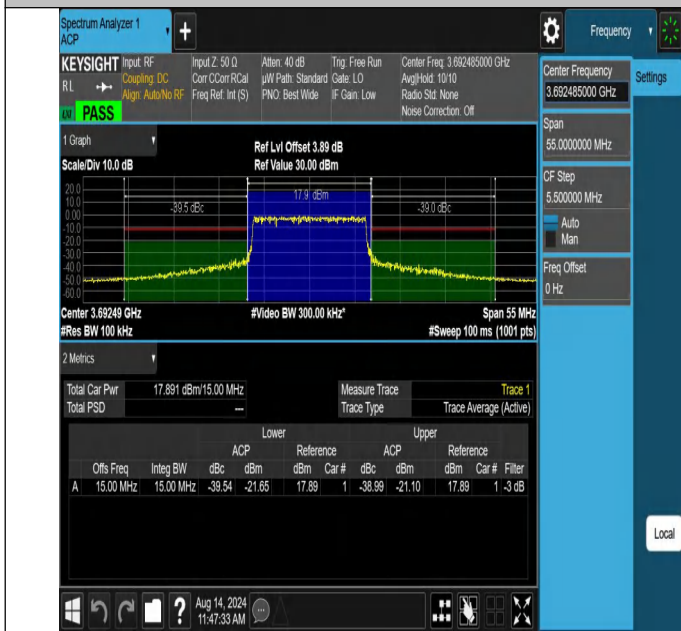 Spectrum Analyzer 1
ACP
+
Frequency
KEYSIGHT
Input: RF
Input Z: 50 Ω
Atten: 40 dB
Trig: Free Run
Center Freq: 3.692485000 GHz
RL
Coupling: DC
Corr CCorr RCal
µW Path: Standard
Gate: LO
Avg|Hold: 10/10
Align: Auto/No RF
Freq Ref: Int (S)
PNO: Best Wide
IF Gain: Low
Radio Std: None
Noise Correction: Off
PASS
Center Frequency
3.692485000 GHz
Settings
Span
55.0000000 MHz
CF Step
5.500000 MHz
Auto
Man
Freq Offset
0 Hz
1 Graph
Scale/Div 10.0 dB
Ref Lvl Offset 3.89 dB
Ref Value 30.00 dBm
20.0
10.0
0.00
-10.0
-20.0
-30.0
-40.0
-50.0
-60.0
-39.5 dBc
17.9 dBm
-39.0 dBc
Center 3.69249 GHz
#Video BW 300.00 kHz*
Span 55 MHz
#Res BW 100 kHz
#Sweep 100 ms (1001 pts)
2 Metrics
Total Car Pwr 17.891 dBm/15.00 MHz
Measure Trace Trace 1
Total PSD ---
Trace Type Trace Average (Active)
Lower Upper
ACP Reference ACP Reference
Offs Freq Integ BW dBc dBm dBm Car # dBc dBm dBm Car # Filter
A 15.00 MHz 15.00 MHz -39.54 -21.65 17.89 1 -38.99 -21.10 17.89 1 -3 dB
Local
?
Aug 14, 2024
11:47:33 AM